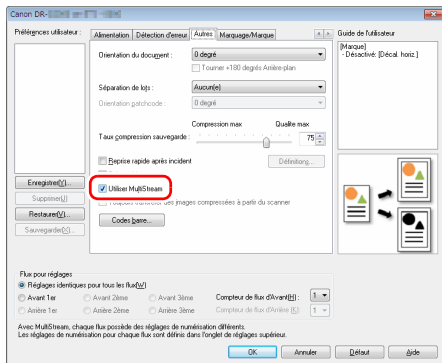 Canon DR-
Préférences utilisateur :
Alimentation Détection d'erreur Autres Marquage/Marque
Guide de l'utilisateur
[Marque]
- Désactivé: [Décal. horiz.]
Orientation du document : 0 degré
Tourner +180 degrés Arrière-plan
Séparation de lots : Aucun(e)
Orientation patchcode : 0 degré
Compression max Qualité max
Taux compression sauvegarde : 75
Reprise rapide après incident Définition...
Utiliser MultiStream
Toujours transférer des images compressées à partir du scanner
Codes barre...
Enregistrer[Y]...
Supprimer[J]
Restaurer[V]...
Sauvegarder[X]...
Flux pour réglages
Réglages identiques pour tous les flux[W]
Avant 1er Avant 2ème Avant 3ème Compteur de flux d'Avant[H] : 1
Arrière 1er Arrière 2ème Arrière 3ème Compteur de flux d'Arrière [K] : 1
Avec MultiStream, chaque flux possède des réglages de numérisation différents.
Les réglages de numérisation pour chaque flux sont définis dans l'onglet de réglages supérieur.
OK Annuler Défaut Aide